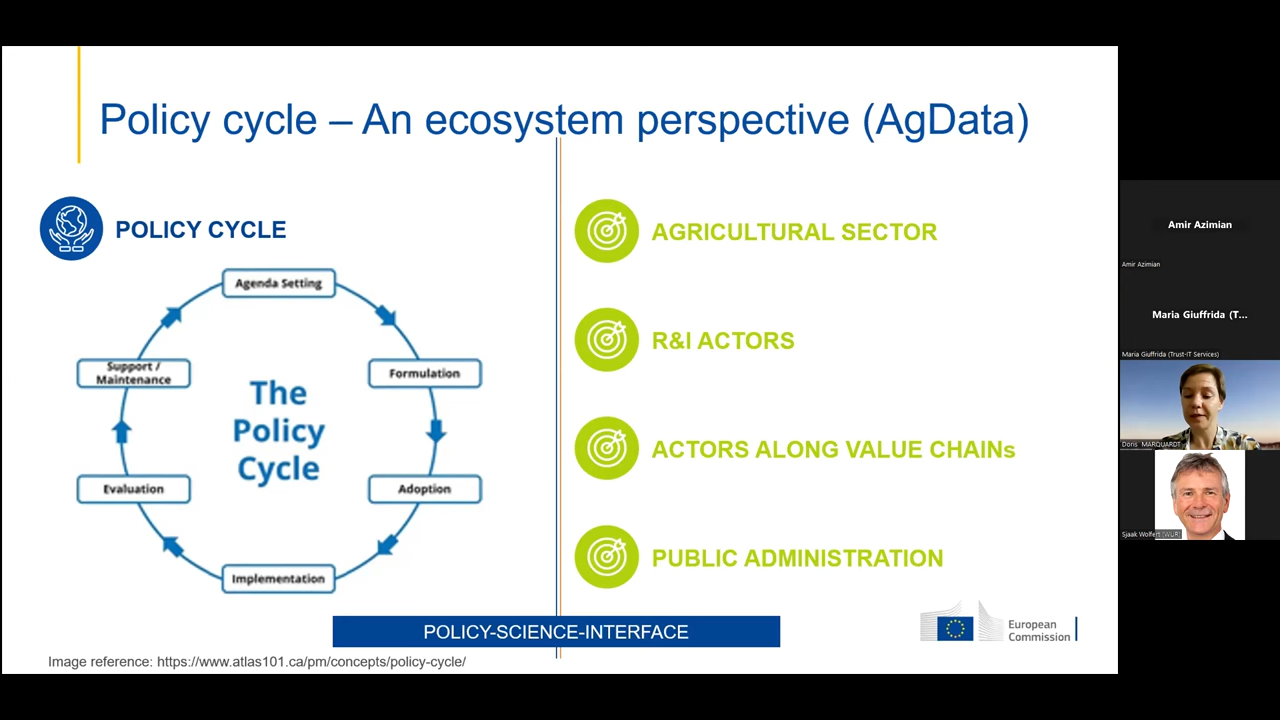 Policy cycle – An ecosystem perspective (AgData)
POLICY CYCLE
Agenda Setting
Formulation
Adoption
Implementation
Evaluation
Support /
Maintenance
The
Policy
Cycle
AGRICULTURAL SECTOR
R&I ACTORS
ACTORS ALONG VALUE CHAINs
PUBLIC ADMINISTRATION
POLICY-SCIENCE-INTERFACE
European
Commission
Image reference: https://www.atlas101.ca/pm/concepts/policy-cycle/
Amir Azimian
Amir Azimian
Maria Giuffrida (T...
Maria Giuffrida (Trust-IT Services)
Doris MARQUARDT
Sjaak Wolfert (WUR)